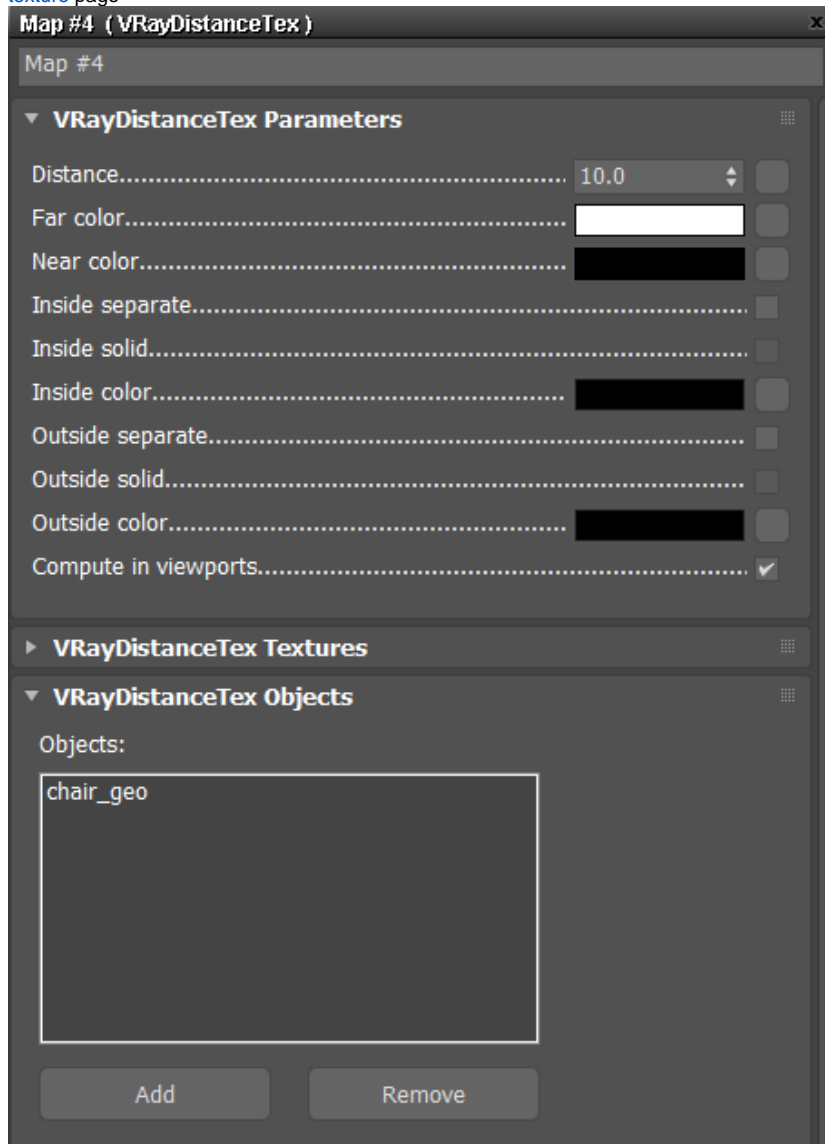 texture page
Map #4 ( VRayDistanceTex )
x
Map #4
VRayDistanceTex Parameters
Distance 10.0
Far color
Near color
Inside separate
Inside solid
Inside color
Outside separate
Outside solid
Outside color
Compute in viewports
VRayDistanceTex Textures
VRayDistanceTex Objects
Objects:
chair_geo
Add Remove